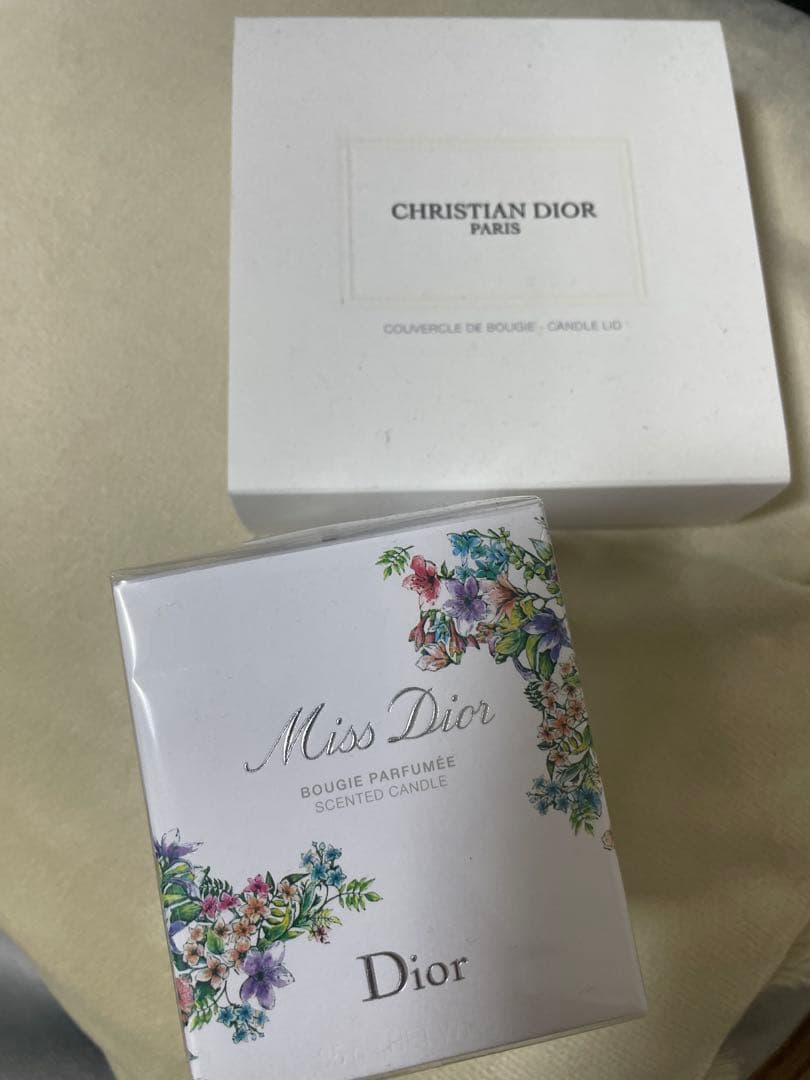 CHRISTIAN DIOR
PARIS
COUVERCLE DE BOUGIE - CANDLE LID
Miss Dior
BOUGIE PARFUMÉE
SCENTED CANDLE
Dior